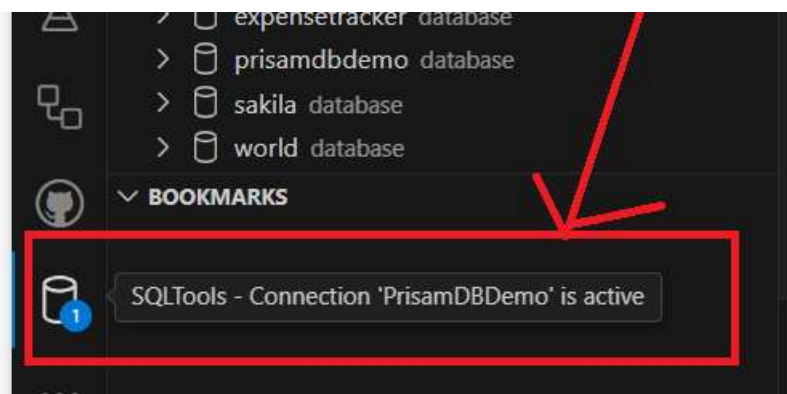 expensetracker database
prisamdbdemo database
sakila database
world database
BOOKMARKS
SQLTools - Connection 'PrisamDBDemo' is active
1